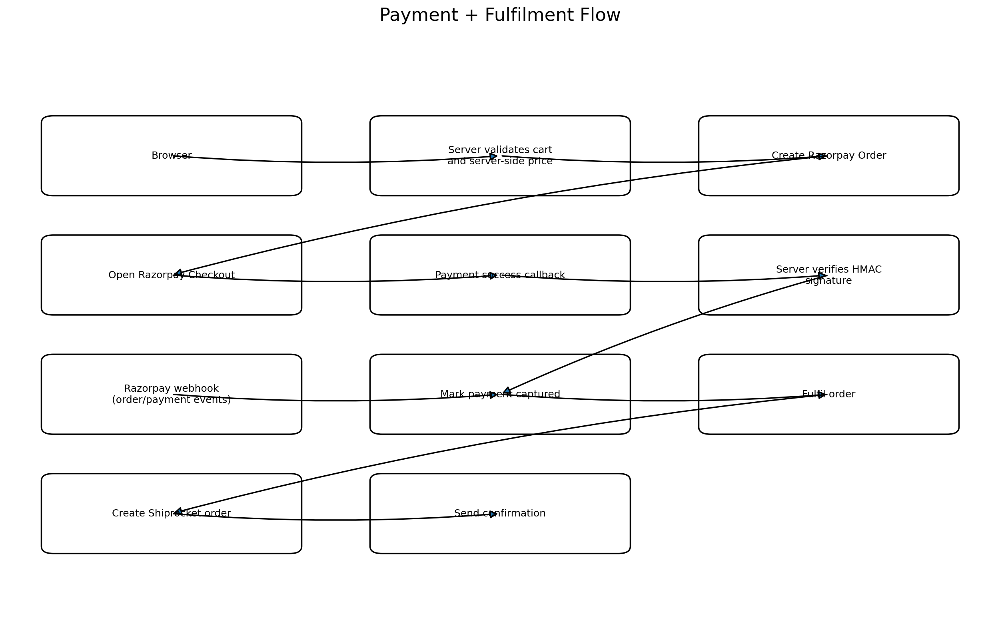 Payment + Fulfilment Flow
Browser
Server validates cart
and server-side price
Create Razorpay Order
Open Razorpay Checkout
Payment success callback
Server verifies HMAC
signature
Razorpay webhook
(order/payment events)
Mark payment captured
Fulfil order
Create Shiprocket order
Send confirmation